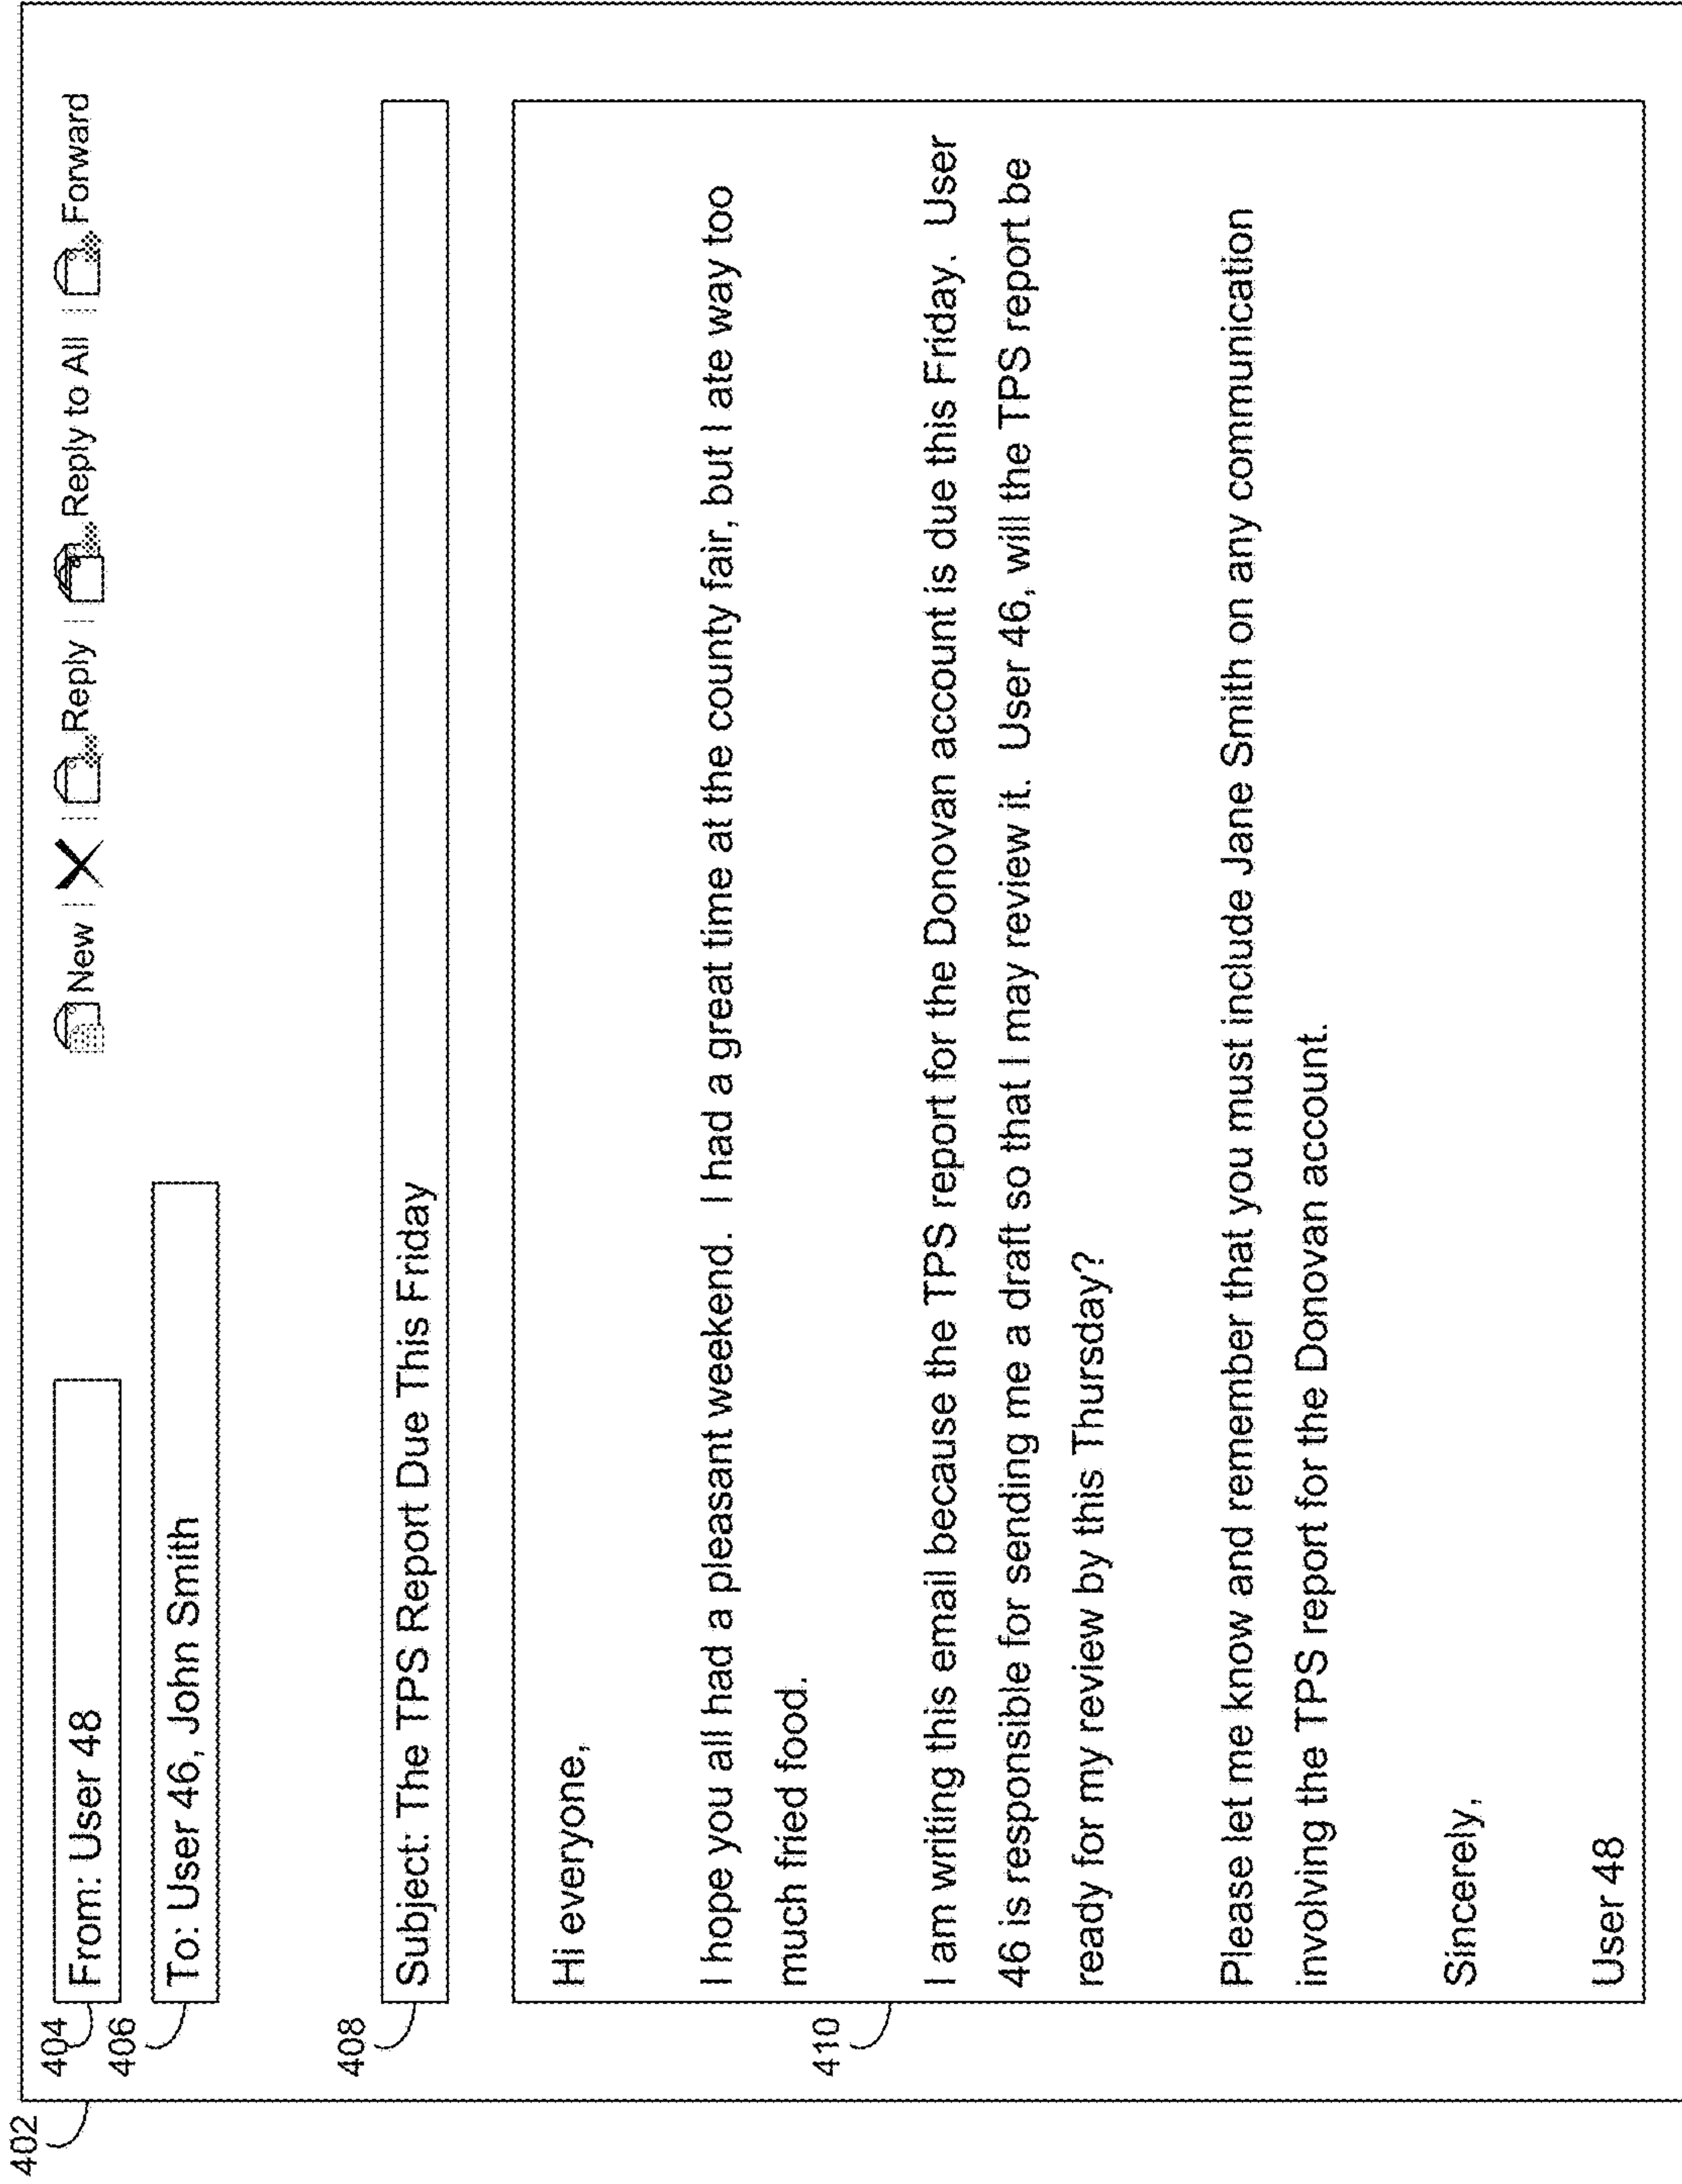 402
404
From: User 48
New
Reply
Reply to All
Forward
406
To: User 46, John Smith
408
Subject: The TPS Report Due This Friday
410
Hi everyone,
I hope you all had a pleasant weekend. I had a great time at the county fair, but I ate way too
much fried food.
I am writing this email because the TPS report for the Donovan account is due this Friday. User
46 is responsible for sending me a draft so that I may review it. User 46, will the TPS report be
ready for my review by this Thursday?
Please let me know and remember that you must include Jane Smith on any communication
involving the TPS report for the Donovan account.
Sincerely,
User 48